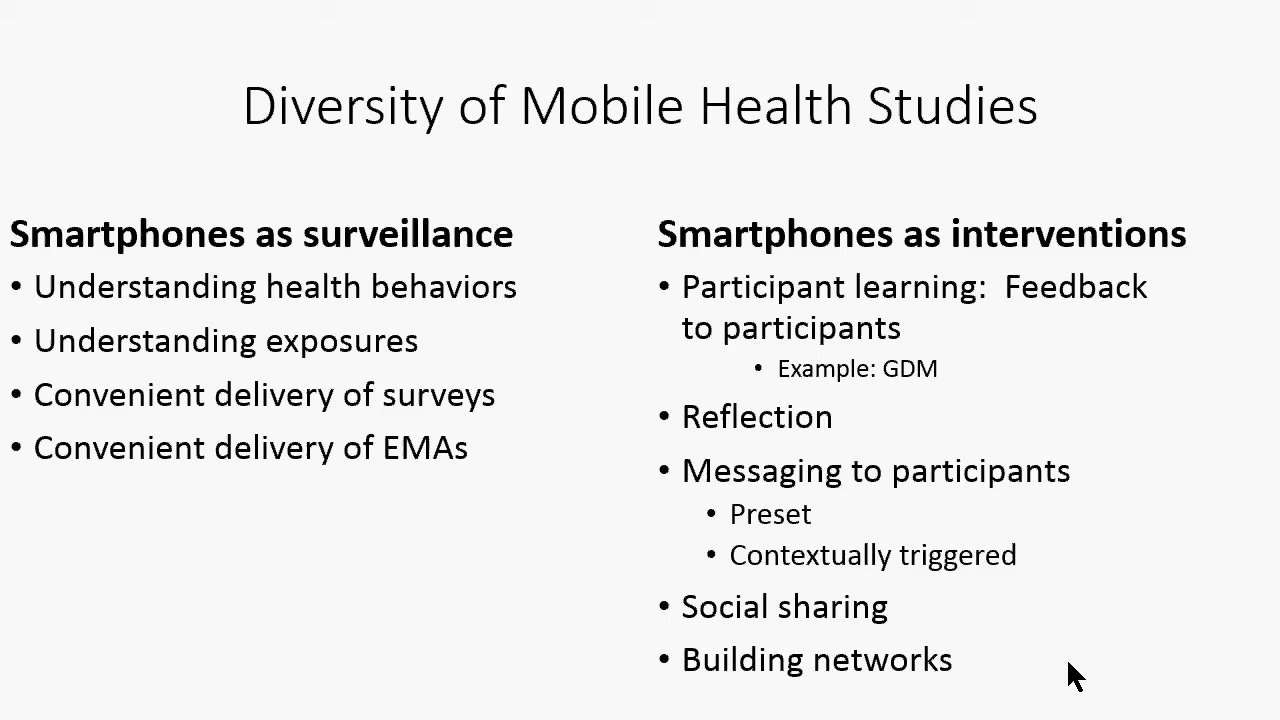 Diversity of Mobile Health Studies
Smartphones as surveillance
• Understanding health behaviors
• Understanding exposures
• Convenient delivery of surveys
• Convenient delivery of EMAs
Smartphones as interventions
• Participant learning:  Feedback
to participants
• Example: GDM
• Reflection
• Messaging to participants
• Preset
• Contextually triggered
• Social sharing
• Building networks